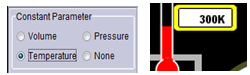 Constant Parameter
Volume
Pressure
Temperature
None
300K